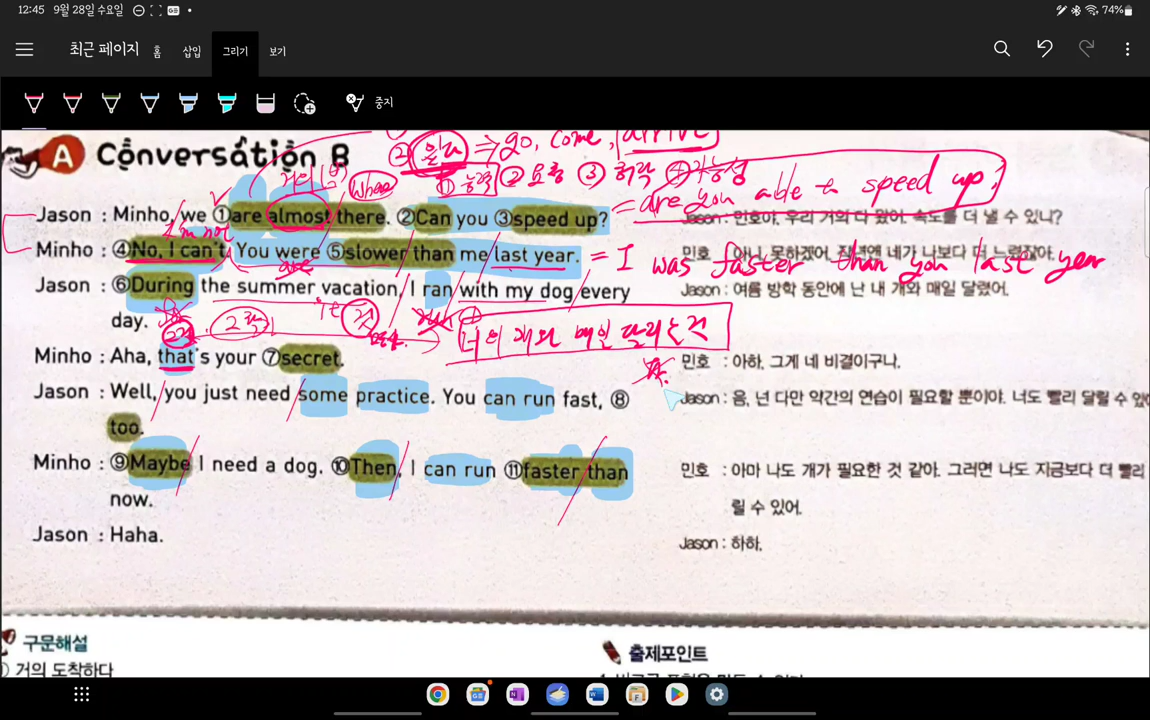 12:45 9월 28일 수요일 74%
최근 페이지 홈 삽입 그리기 보기
중지
A Conversation B
② 왔다 ⇒ go, come, arrive
① 능력 ② 요청 ③ 허락 ④ 가능성
거의 where
= are you able to speed up?
Jason : Minho, we ①are almost there. ②Can you ③speed up?
Jason : 민호야, 우리 거의 다 왔어. 속도를 더 낼 수 있니?
I'm not
Minho : ④No, I can't. You were ⑤slower than me last year.
= I was faster than you last year
are
Jason : ⑥During the summer vacation, I ran with my dog every
day.
Jason : 여름 방학 동안에 난 내 개와 매일 달렸어.
그것 것
너의 개와 매일 달리는 것
Minho : Aha, that's your ⑦secret.
민호 : 아하, 그게 네 비결이구나.
Jason : Well, you just need some practice. You can run fast, ⑧
too.
Jason : 음, 넌 다만 약간의 연습이 필요할 뿐이야. 너도 빨리 달릴 수 있
Minho : ⑨Maybe I need a dog. ⑩Then, I can run ⑪faster than
now.
민호 : 아마 나도 개가 필요한 것 같아. 그러면 나도 지금보다 더 빨리
릴 수 있어.
Jason : Haha.
Jason : 하하.
구문해설
① 거의 도착하다
출제포인트